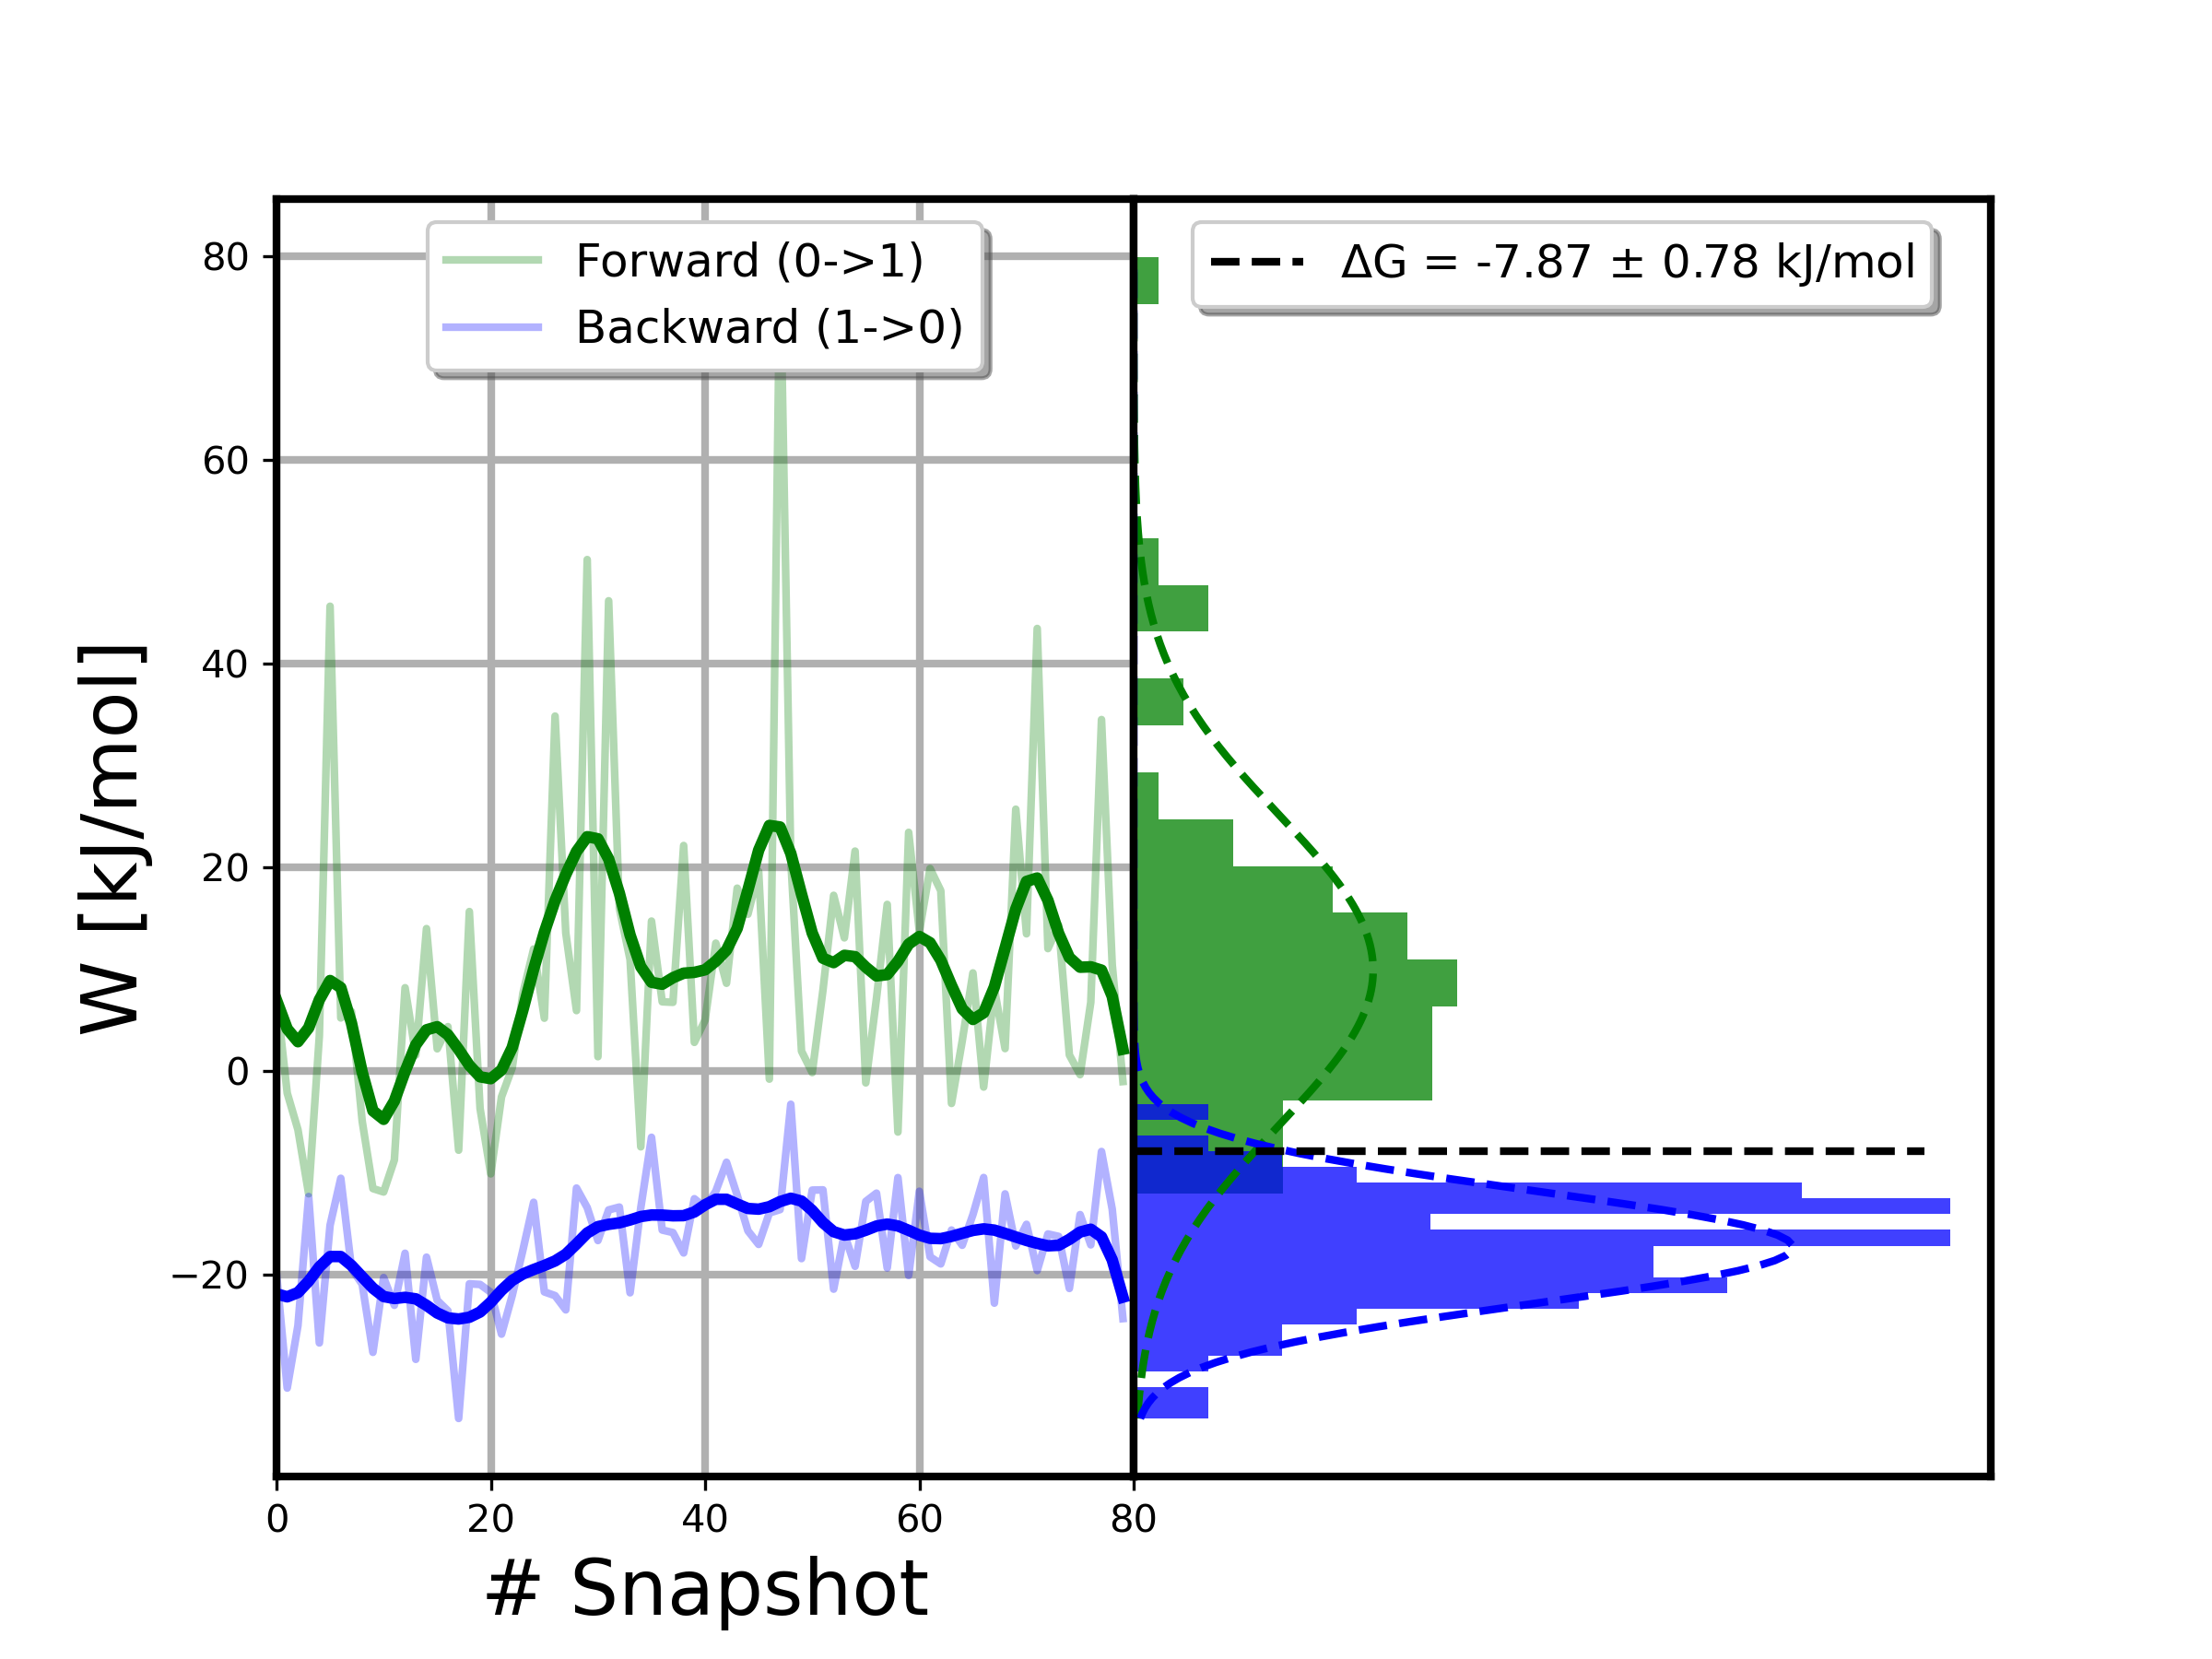 Forward (0->1)
Backward (1->0)
ΔG = -7.87 ± 0.78 kJ/mol
W [kJ/mol]
80
60
40
20
0
−20
0 20 40 60 80
# Snapshot